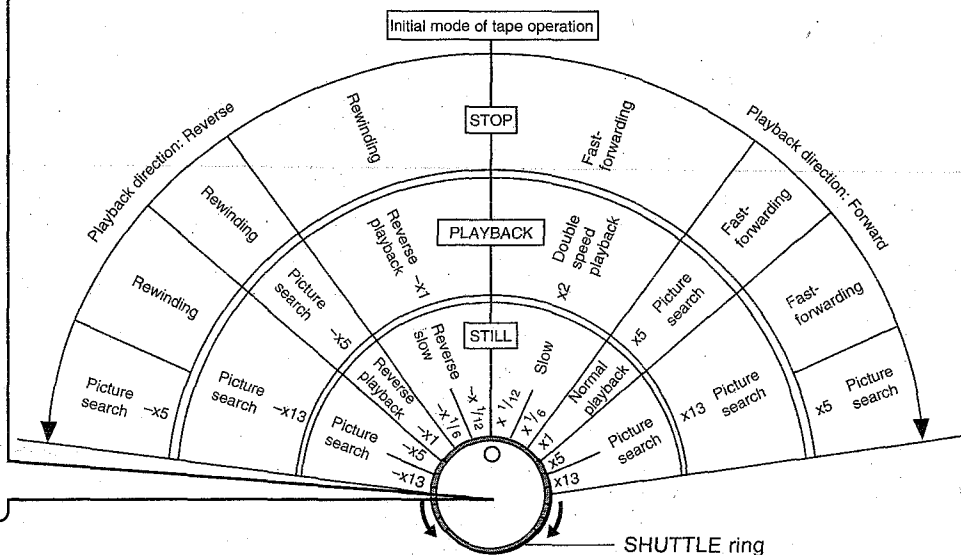 Initial mode of tape operation
Playback direction: Reverse
Playback direction: Forward
STOP
Rewinding
Rewinding
Rewinding
Picture
search –x5
Fast-
forwarding
Fast-
forwarding
Fast-
forwarding
x5 Picture
search
PLAYBACK
Reverse
playback –x1
Picture
search –x5
Picture
search –x13
Double
speed
playback
x2
x5 Picture
search
x13 Picture
search
STILL
Reverse
slow
–x 1/12
–x 1/6
Reverse
playback –x1
Picture
search
–x5
–x13
Slow
x 1/12
x 1/6
Normal
playback
x1
Picture
search
x5
x13
SHUTTLE ring